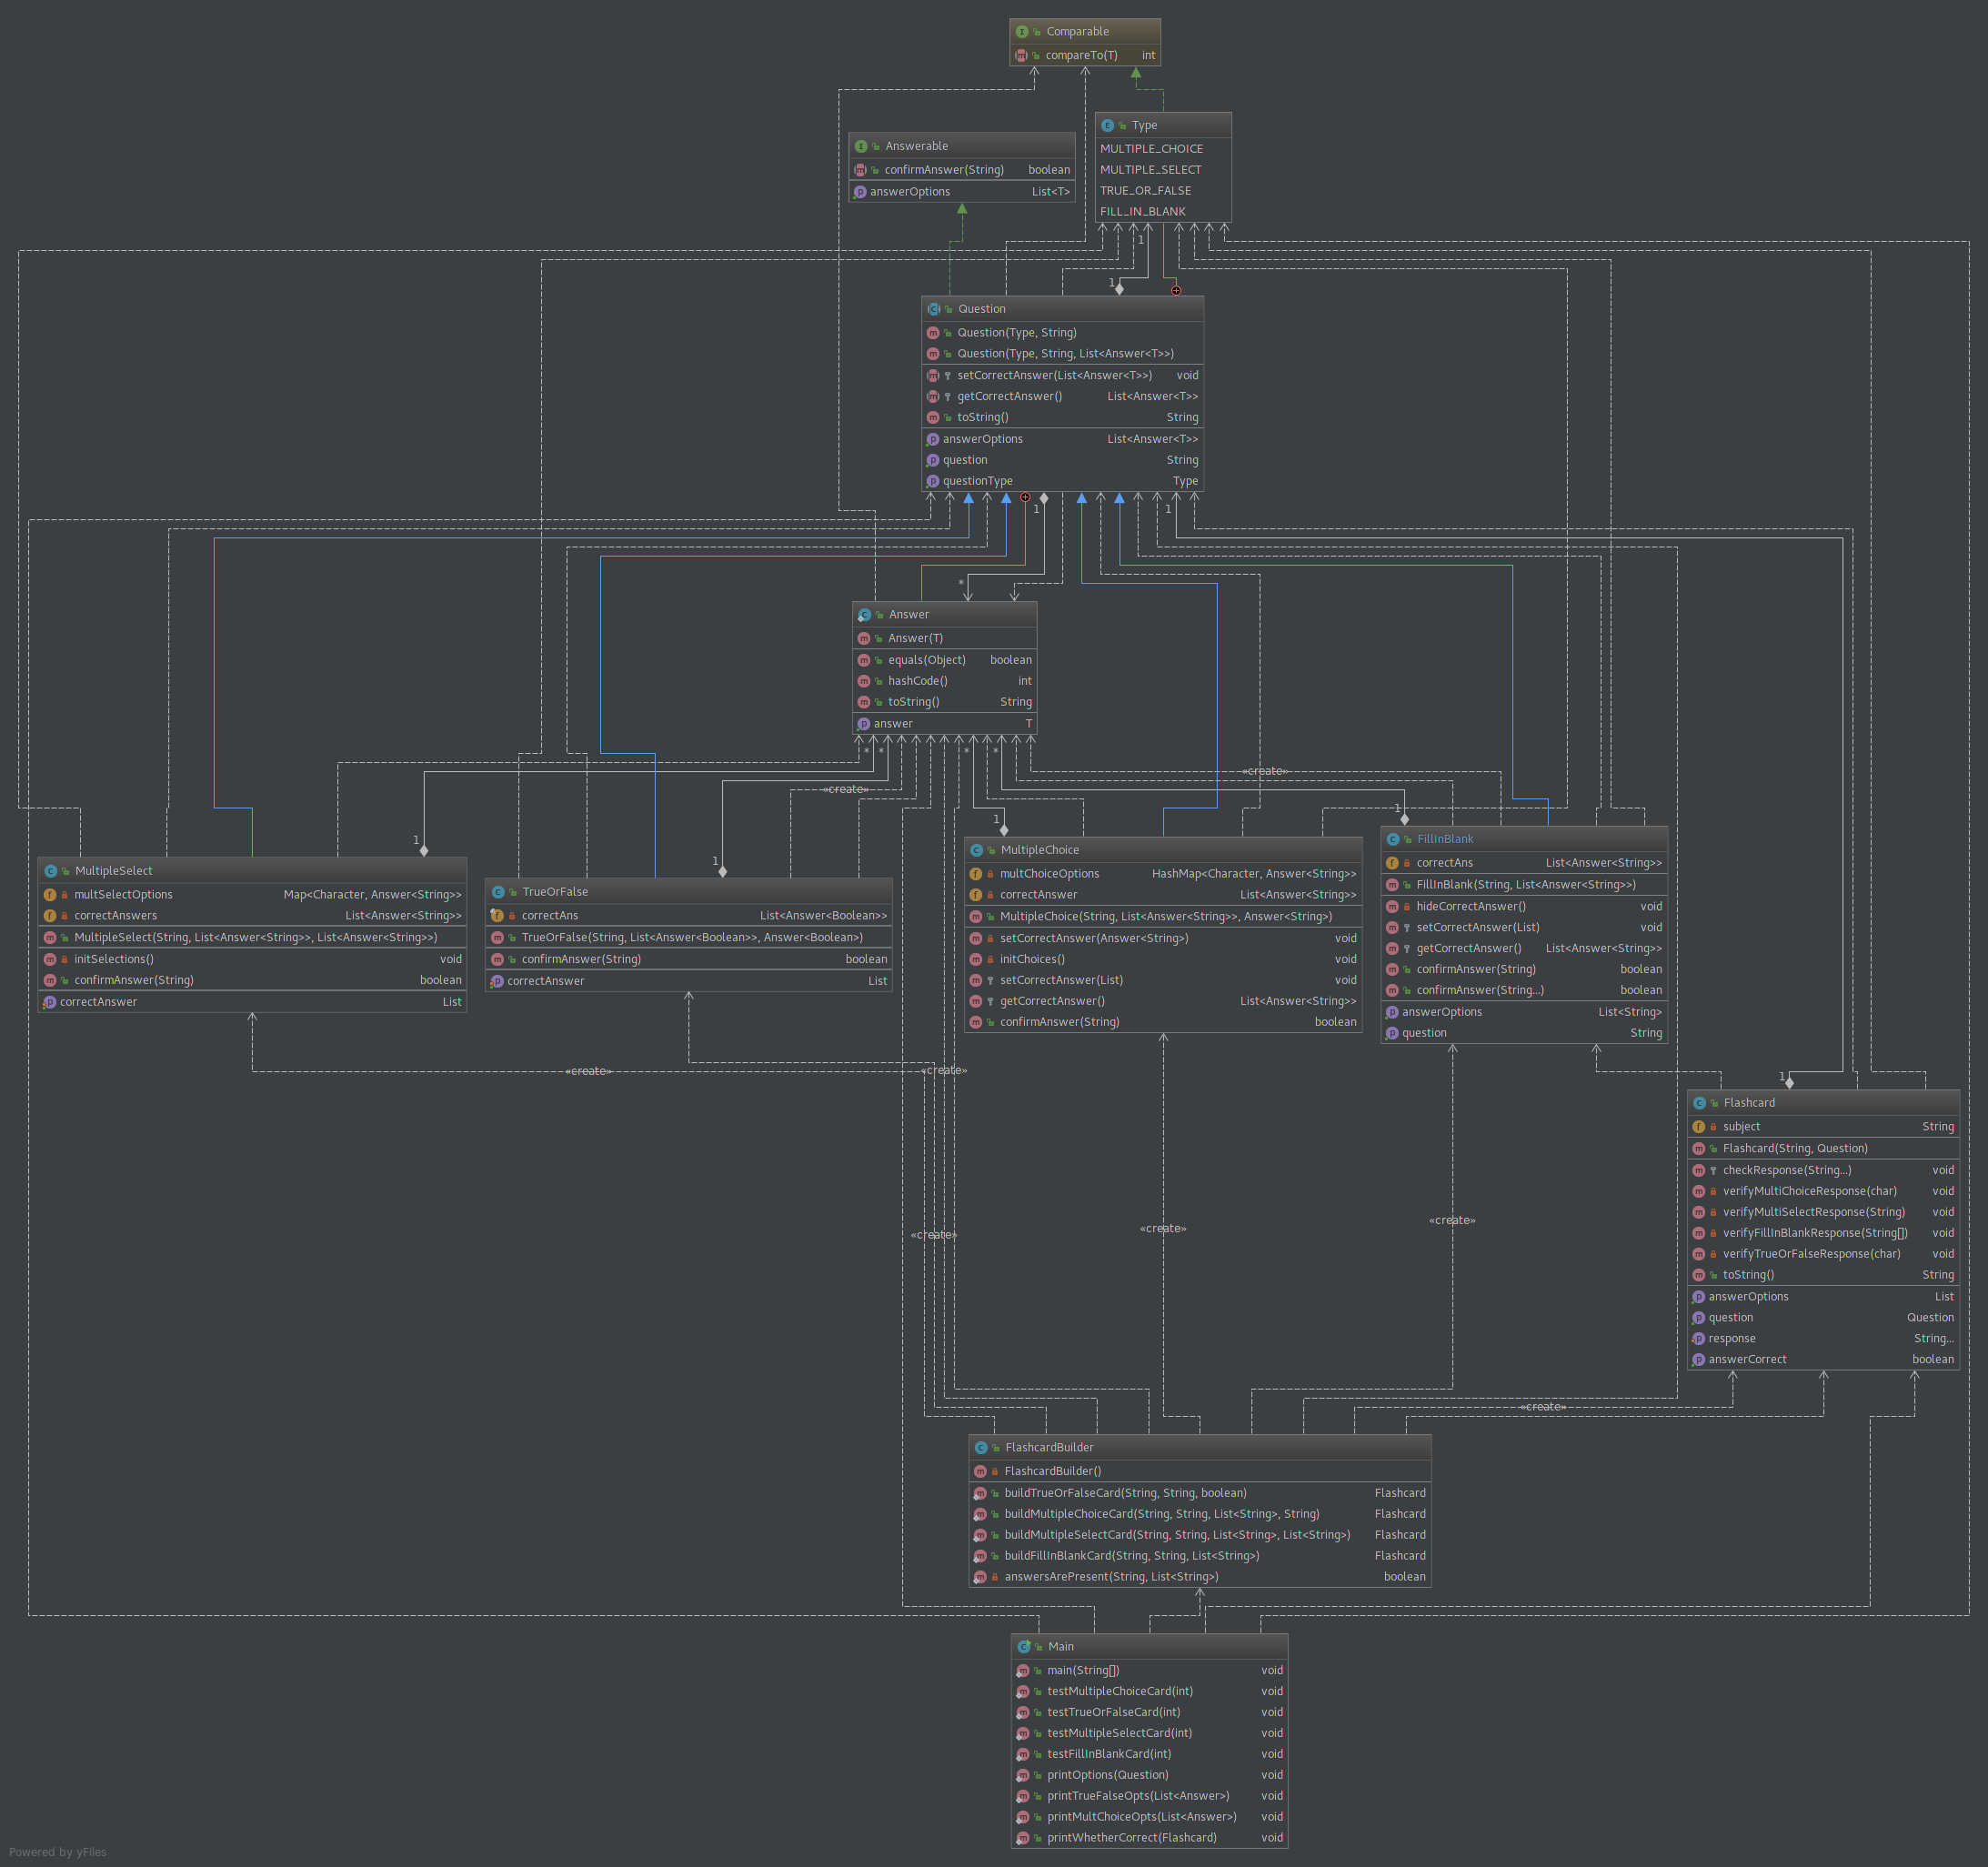 Comparable
compareTo(T) int
Type
MULTIPLE_CHOICE
MULTIPLE_SELECT
TRUE_OR_FALSE
FILL_IN_BLANK
Answerable
confirmAnswer(String) boolean
answerOptions List<T>
1
1
Question
Question(Type, String)
Question(Type, String, List<Answer<T>>)
setCorrectAnswer(List<Answer<T>>) void
getCorrectAnswer() List<Answer<T>>
toString() String
answerOptions List<Answer<T>>
question String
questionType Type
1 1
*
Answer
Answer(T)
equals(Object) boolean
hashCode() int
toString() String
answer T
* * * *
«create»
«create»
1 1 1 1
MultipleSelect
multSelectOptions Map<Character, Answer<String>>
correctAnswers List<Answer<String>>
MultipleSelect(String, List<Answer<String>>, List<Answer<String>>)
initSelections() void
confirmAnswer(String) boolean
correctAnswer List
TrueOrFalse
correctAns List<Answer<Boolean>>
TrueOrFalse(String, List<Answer<Boolean>>, Answer<Boolean>)
confirmAnswer(String) boolean
correctAnswer List
MultipleChoice
multChoiceOptions HashMap<Character, Answer<String>>
correctAnswer List<Answer<String>>
MultipleChoice(String, List<Answer<String>>, Answer<String>)
setCorrectAnswer(Answer<String>) void
initChoices() void
setCorrectAnswer(List) void
getCorrectAnswer() List<Answer<String>>
confirmAnswer(String) boolean
FillInBlank
correctAns List<Answer<String>>
FillInBlank(String, List<Answer<String>>)
hideCorrectAnswer() void
setCorrectAnswer(List) void
getCorrectAnswer() List<Answer<String>>
confirmAnswer(String) boolean
confirmAnswer(String...) boolean
answerOptions List<String>
question String
«create» «create»
1
Flashcard
subject String
Flashcard(String, Question)
checkResponse(String...) void
verifyMultiChoiceResponse(char) void
verifyMultiSelectResponse(String) void
verifyFillInBlankResponse(String[]) void
verifyTrueOrFalseResponse(char) void
toString() String
answerOptions List
question Question
response String...
answerCorrect boolean
«create» «create» «create»
«create»
FlashcardBuilder
FlashcardBuilder()
buildTrueOrFalseCard(String, String, boolean) Flashcard
buildMultipleChoiceCard(String, String, List<String>, String) Flashcard
buildMultipleSelectCard(String, String, List<String>, List<String>) Flashcard
buildFillInBlankCard(String, String, List<String>) Flashcard
answersArePresent(String, List<String>) boolean
Main
main(String[]) void
testMultipleChoiceCard(int) void
testTrueOrFalseCard(int) void
testMultipleSelectCard(int) void
testFillInBlankCard(int) void
printOptions(Question) void
printTrueFalseOpts(List<Answer>) void
printMultChoiceOpts(List<Answer>) void
printWhetherCorrect(Flashcard) void
Powered by yFiles